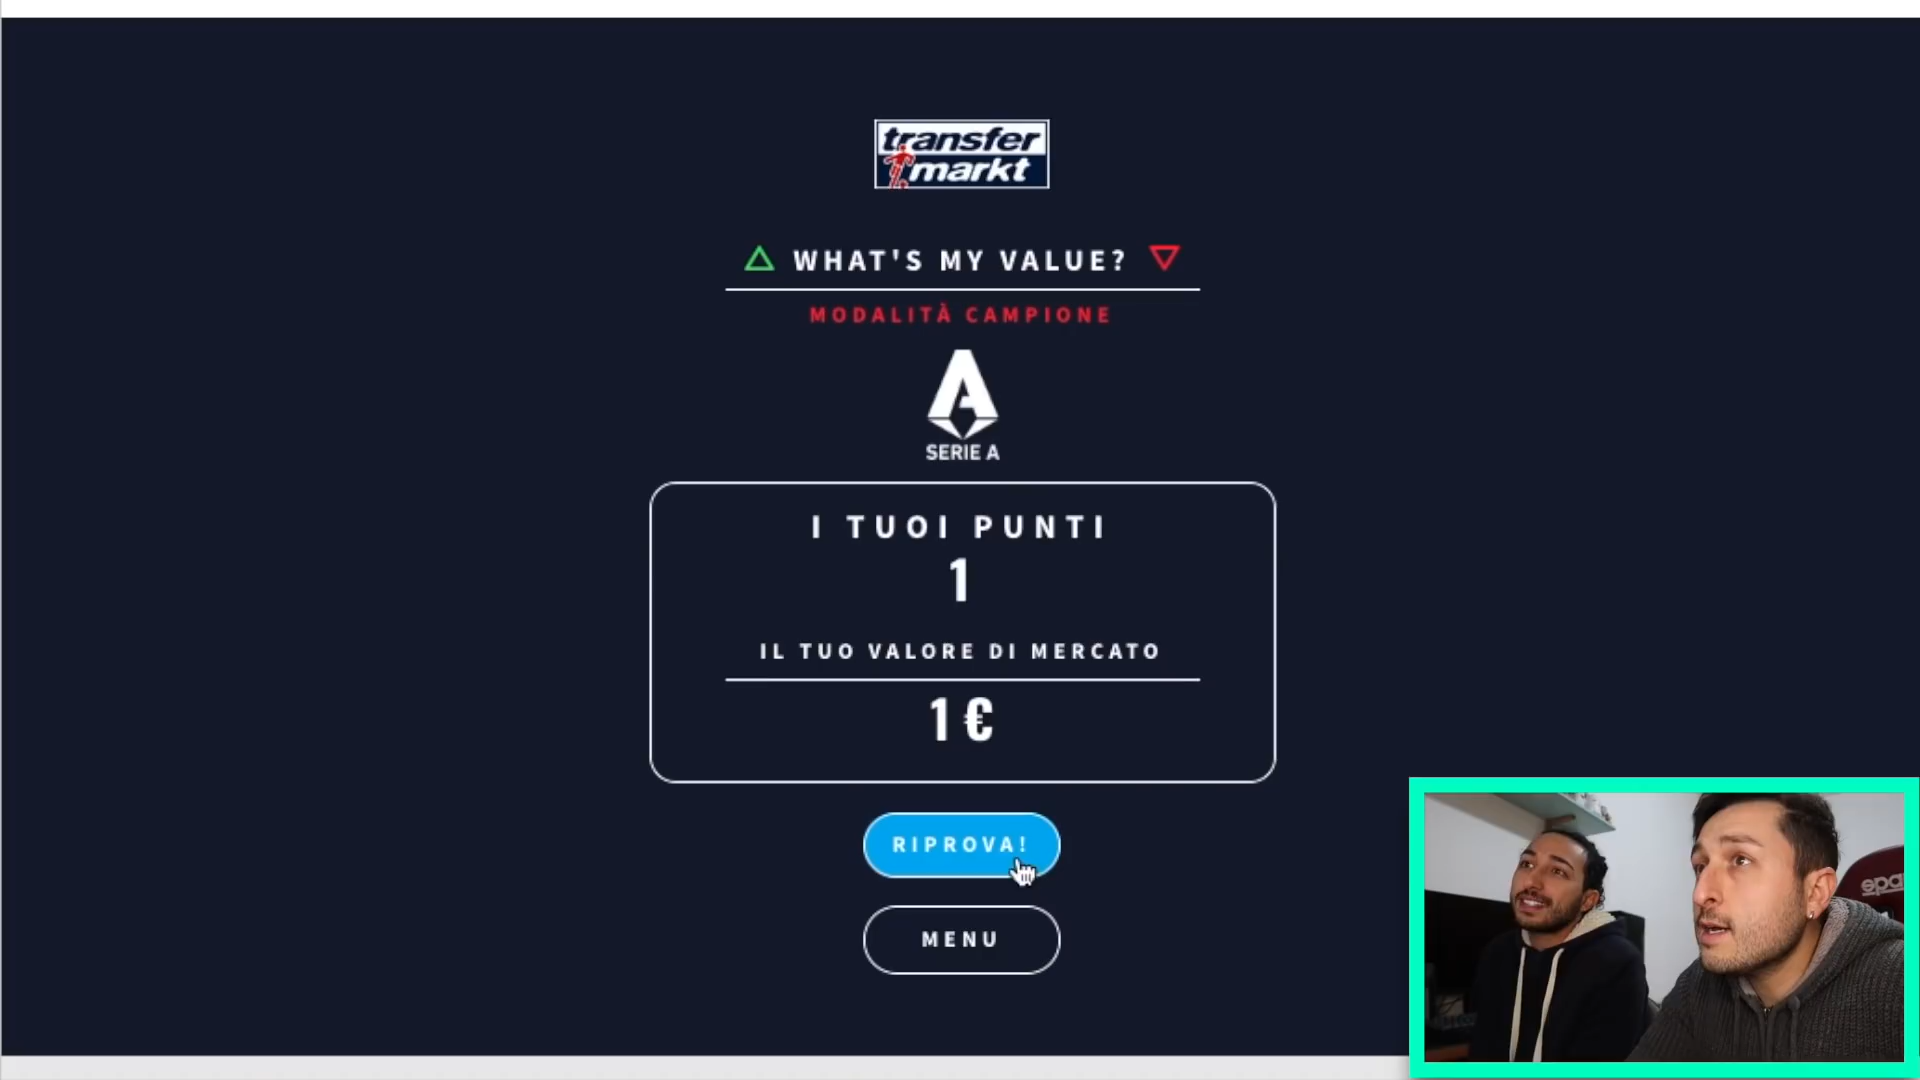 transfer
markt
WHAT'S MY VALUE?
MODALITÀ CAMPIONE
SERIE A
I TUOI PUNTI
1
IL TUO VALORE DI MERCATO
1 €
RIPROVA!
MENU